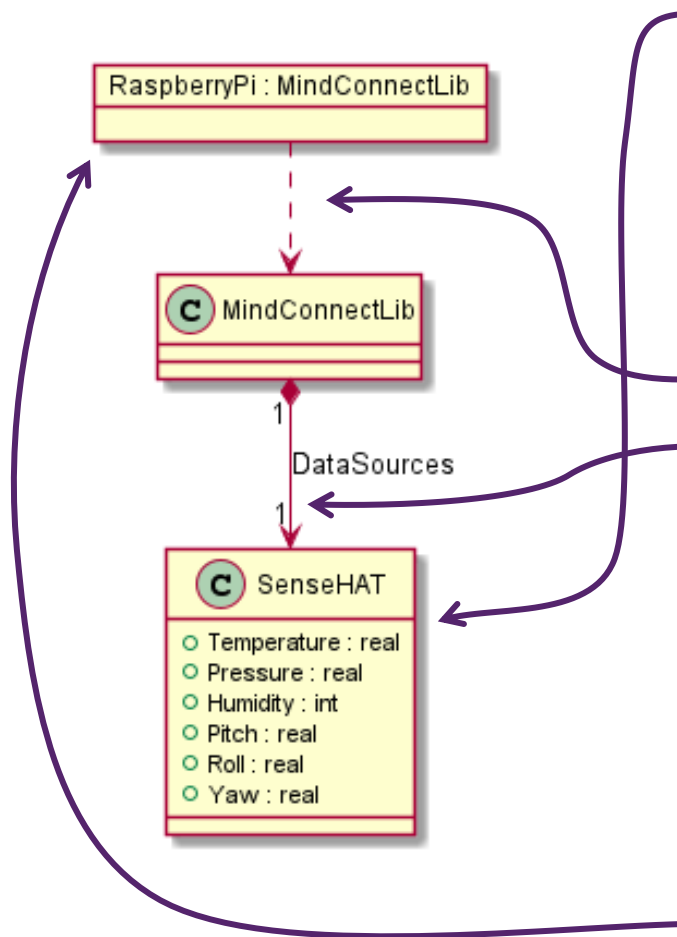 RaspberryPi : MindConnectLib
C MindConnectLib
1
DataSources
1
C SenseHAT
Temperature : real
Pressure : real
Humidity : int
Pitch : real
Roll : real
Yaw : real